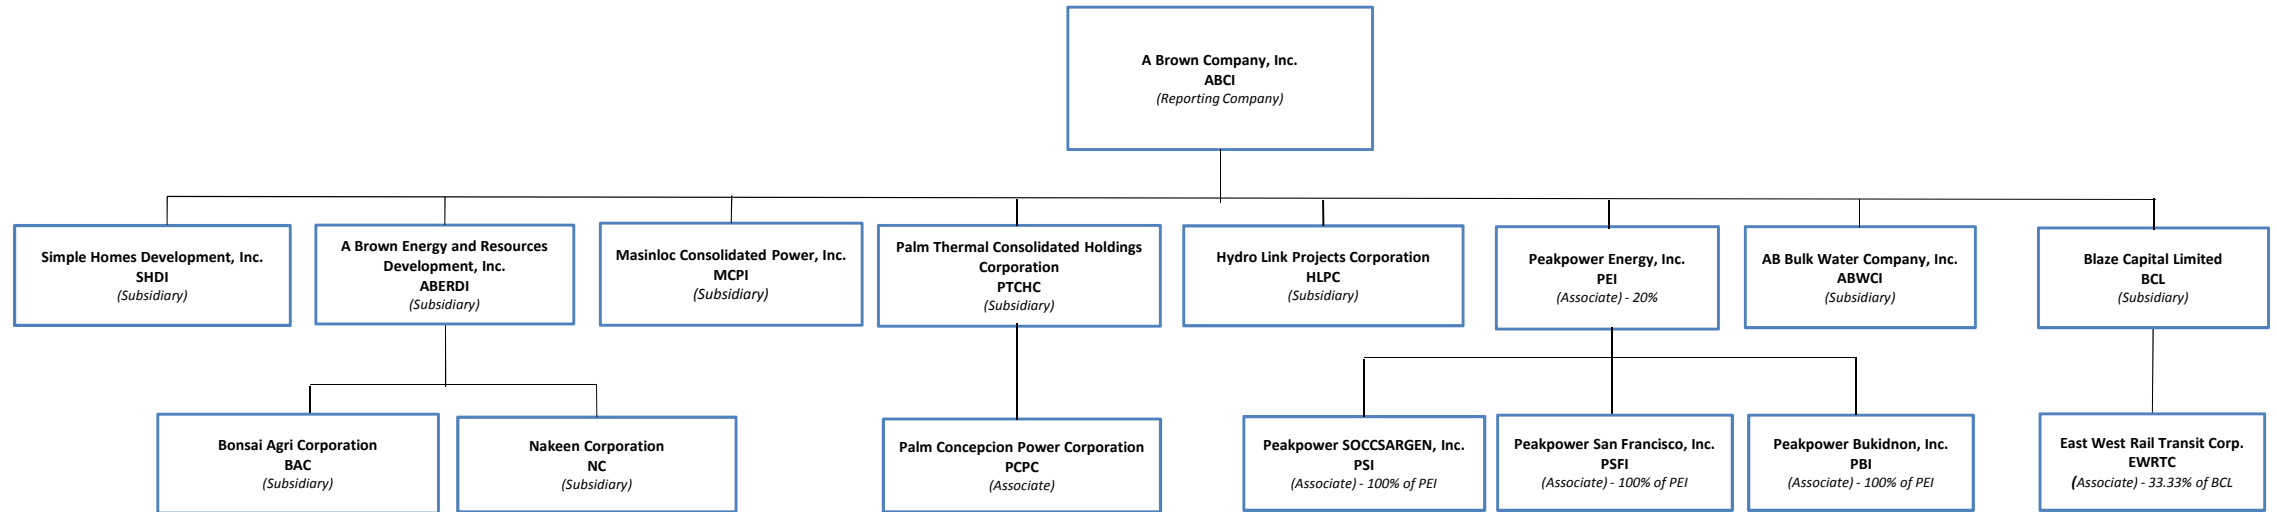 A Brown Company, Inc.
ABCI
(Reporting Company)
Simple Homes Development, Inc.
SHDI
(Subsidiary)
A Brown Energy and Resources
Development, Inc.
ABERDI
(Subsidiary)
Masinloc Consolidated Power, Inc.
MCPI
(Subsidiary)
Palm Thermal Consolidated Holdings
Corporation
PTCHC
(Subsidiary)
Hydro Link Projects Corporation
HLPC
(Subsidiary)
Peakpower Energy, Inc.
PEI
(Associate) - 20%
AB Bulk Water Company, Inc.
ABWCI
(Subsidiary)
Blaze Capital Limited
BCL
(Subsidiary)
Bonsai Agri Corporation
BAC
(Subsidiary)
Nakeen Corporation
NC
(Subsidiary)
Palm Concepcion Power Corporation
PCPC
(Associate)
Peakpower SOCCSARGEN, Inc.
PSI
(Associate) - 100% of PEI
Peakpower San Francisco, Inc.
PSFI
(Associate) - 100% of PEI
Peakpower Bukidnon, Inc.
PBI
(Associate) - 100% of PEI
East West Rail Transit Corp.
EWRTC
(Associate) - 33.33% of BCL